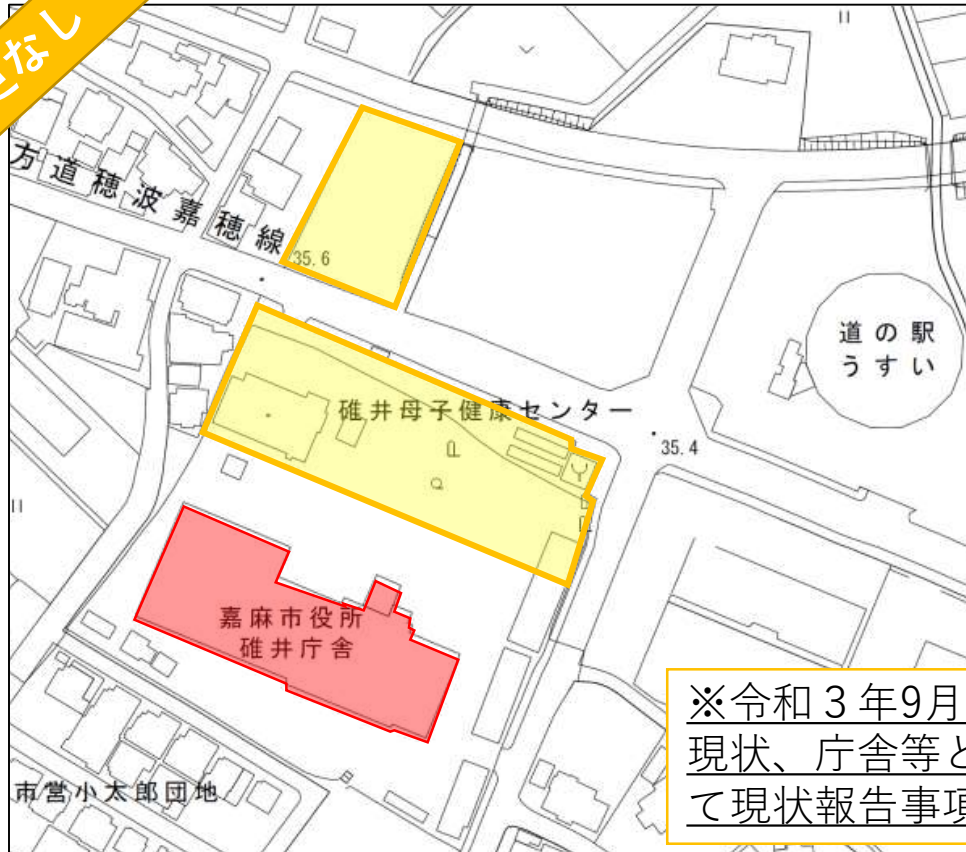 なし
方道穂波嘉穂線
35.6
道の駅
うすい
碓井母子健康センター
35.4
嘉麻市役所
碓井庁舎
市営小太郎団地
※令和３年9月
現状、庁舎等と
て現状報告事項